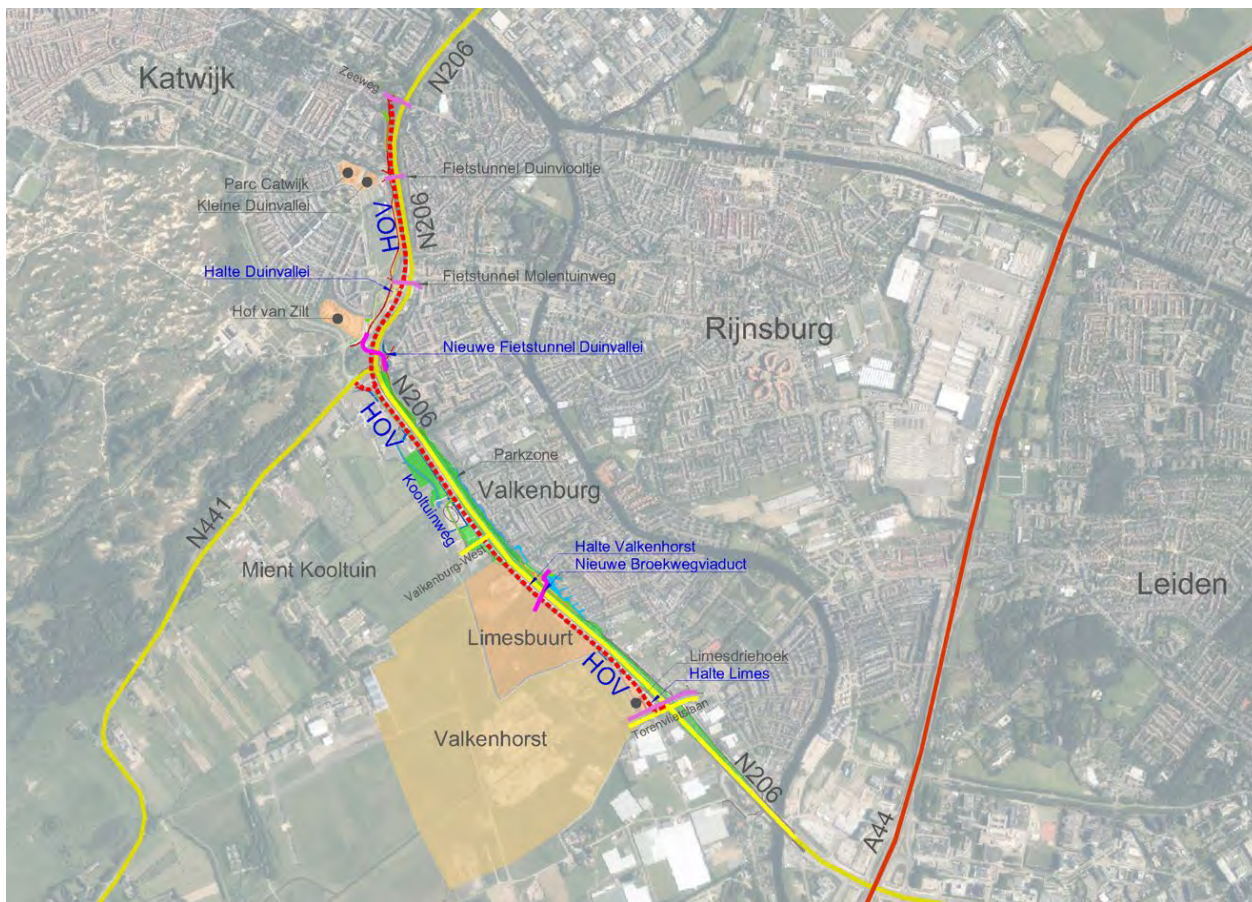 N206
Katwijk
Zeeweg
Fietstunnel Duinviooltje
Parc Catwijk
Kleine Duinvallei
HOV
N206
Halte Duinvallei
Fietstunnel Molentuinweg
Hof van Zilt
Rijnsburg
Nieuwe Fietstunnel Duinvallei
N206
HOV
Parkzone
Valkenburg
Kooltuinweg
N441
Halte Valkenhorst
Nieuwe Broekwegviaduct
Mient Kooltuin
Valkenburg-West
Leiden
Limesbuurt
Limesdriehoek
HOV
Halte Limes
Torenvlietslaan
Valkenhorst
N206
A44